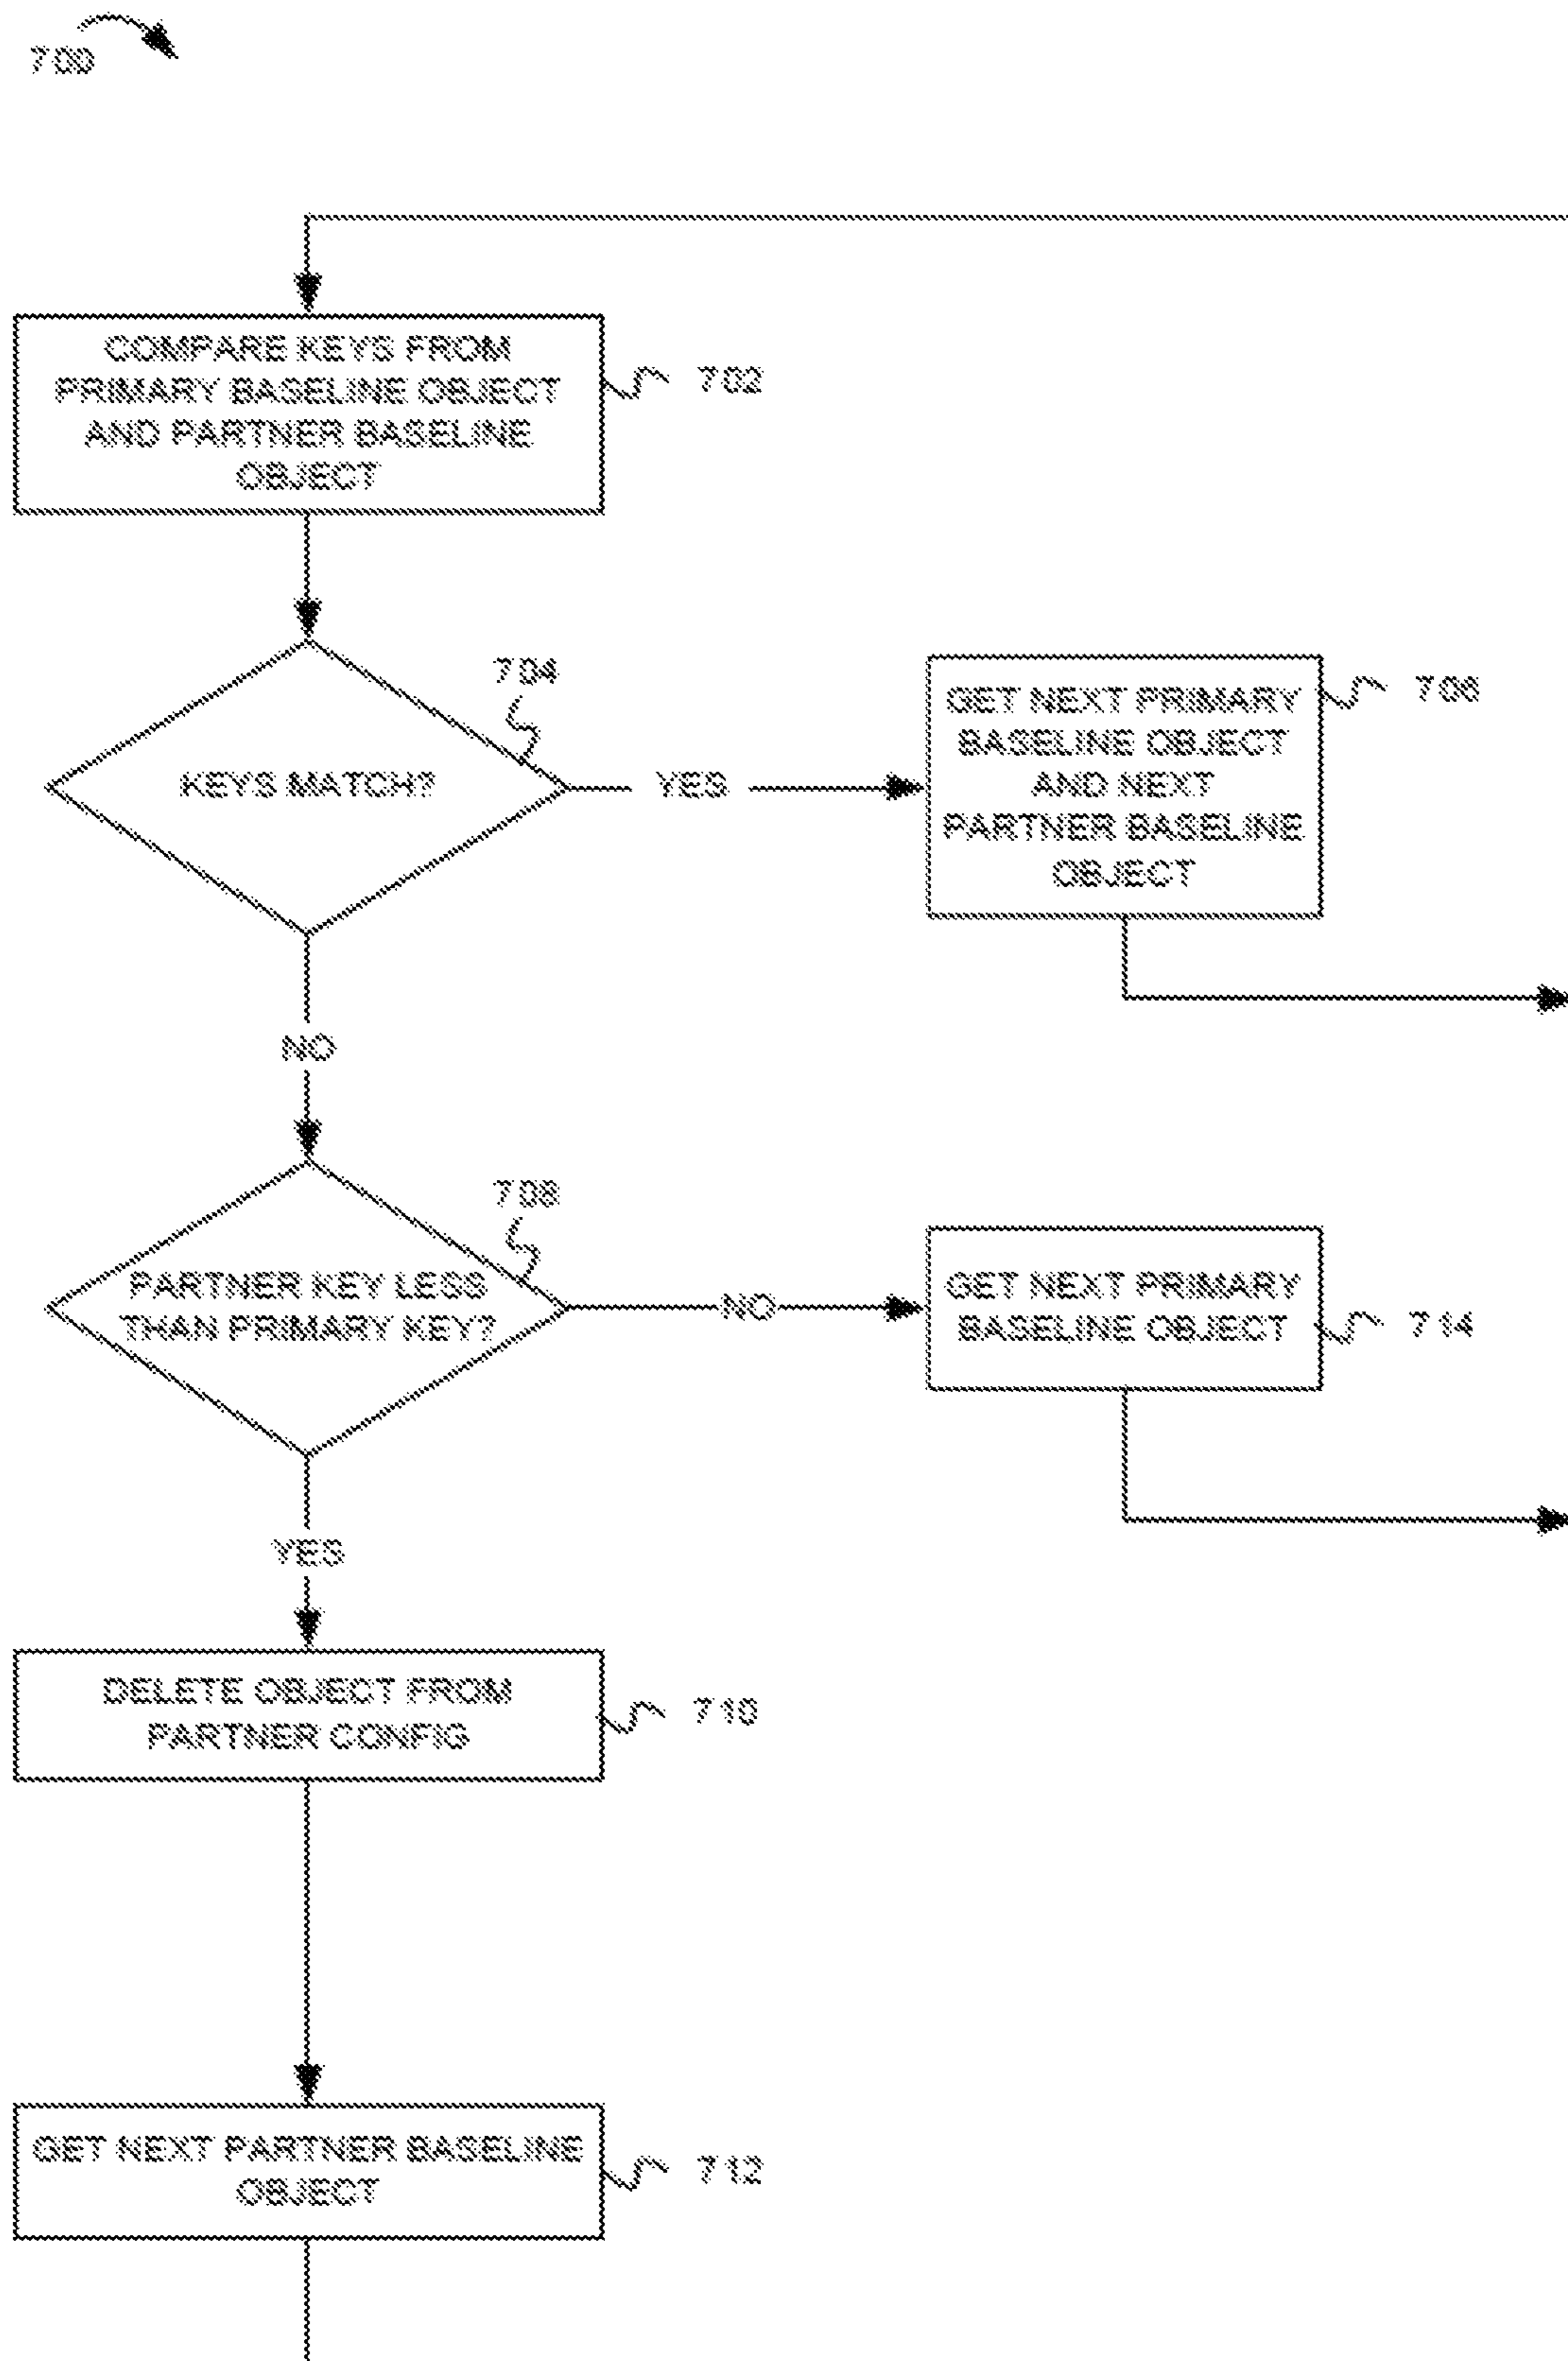 700
COMPARE KEYS FROM
PRIMARY BASELINE OBJECT
AND PARTNER BASELINE
OBJECT
702
704
KEYS MATCH?
YES
GET NEXT PRIMARY
BASELINE OBJECT
AND NEXT
PARTNER BASELINE
OBJECT
706
NO
708
PARTNER KEY LESS
THAN PRIMARY KEY?
NO
GET NEXT PRIMARY
BASELINE OBJECT
714
YES
DELETE OBJECT FROM
PARTNER CONFIG
710
GET NEXT PARTNER BASELINE
OBJECT
712